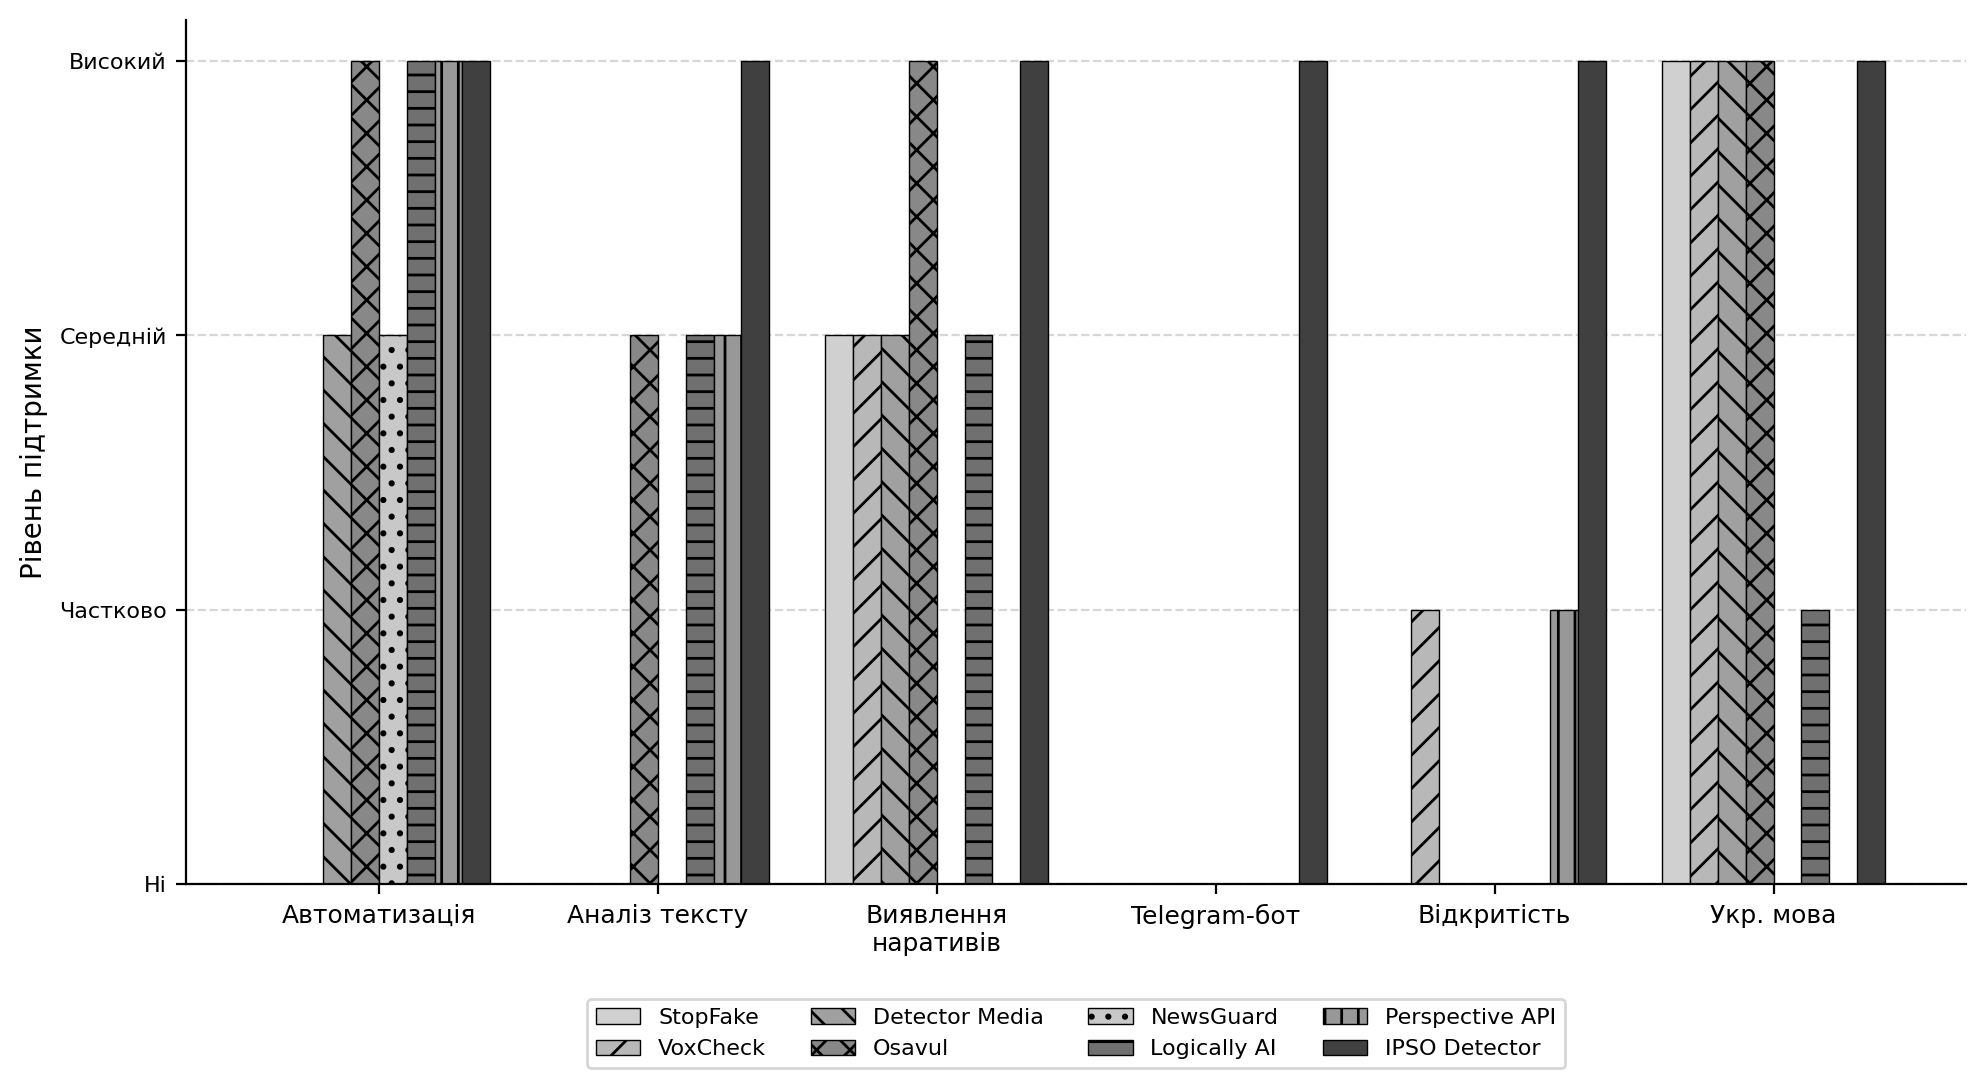 Рівень підтримки
Високий
Середній
Частково
Ні
Автоматизація
Аналіз тексту
Виявлення
наративів
Telegram-бот
Відкритість
Укр. мова
StopFake
VoxCheck
Detector Media
Osavul
NewsGuard
Logically AI
Perspective API
IPSO Detector